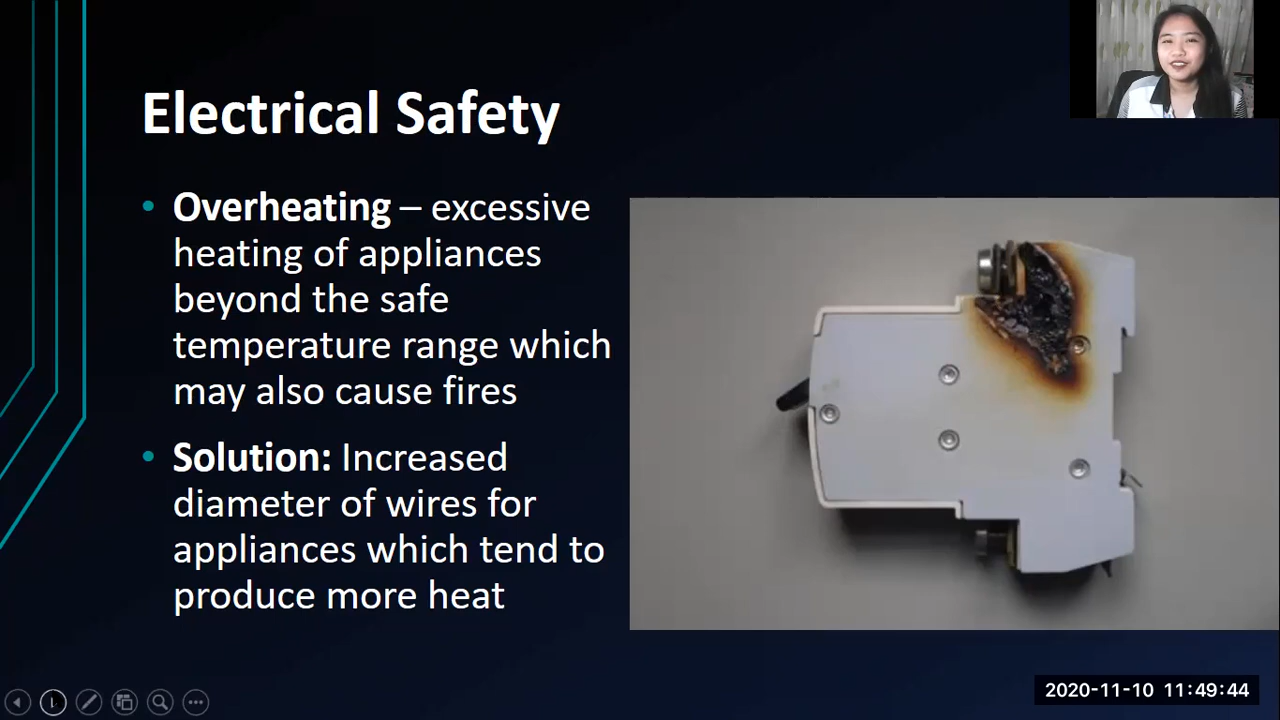 Electrical Safety
• Overheating – excessive
heating of appliances
beyond the safe
temperature range which
may also cause fires
• Solution: Increased
diameter of wires for
appliances which tend to
produce more heat
2020-11-10 11:49:44